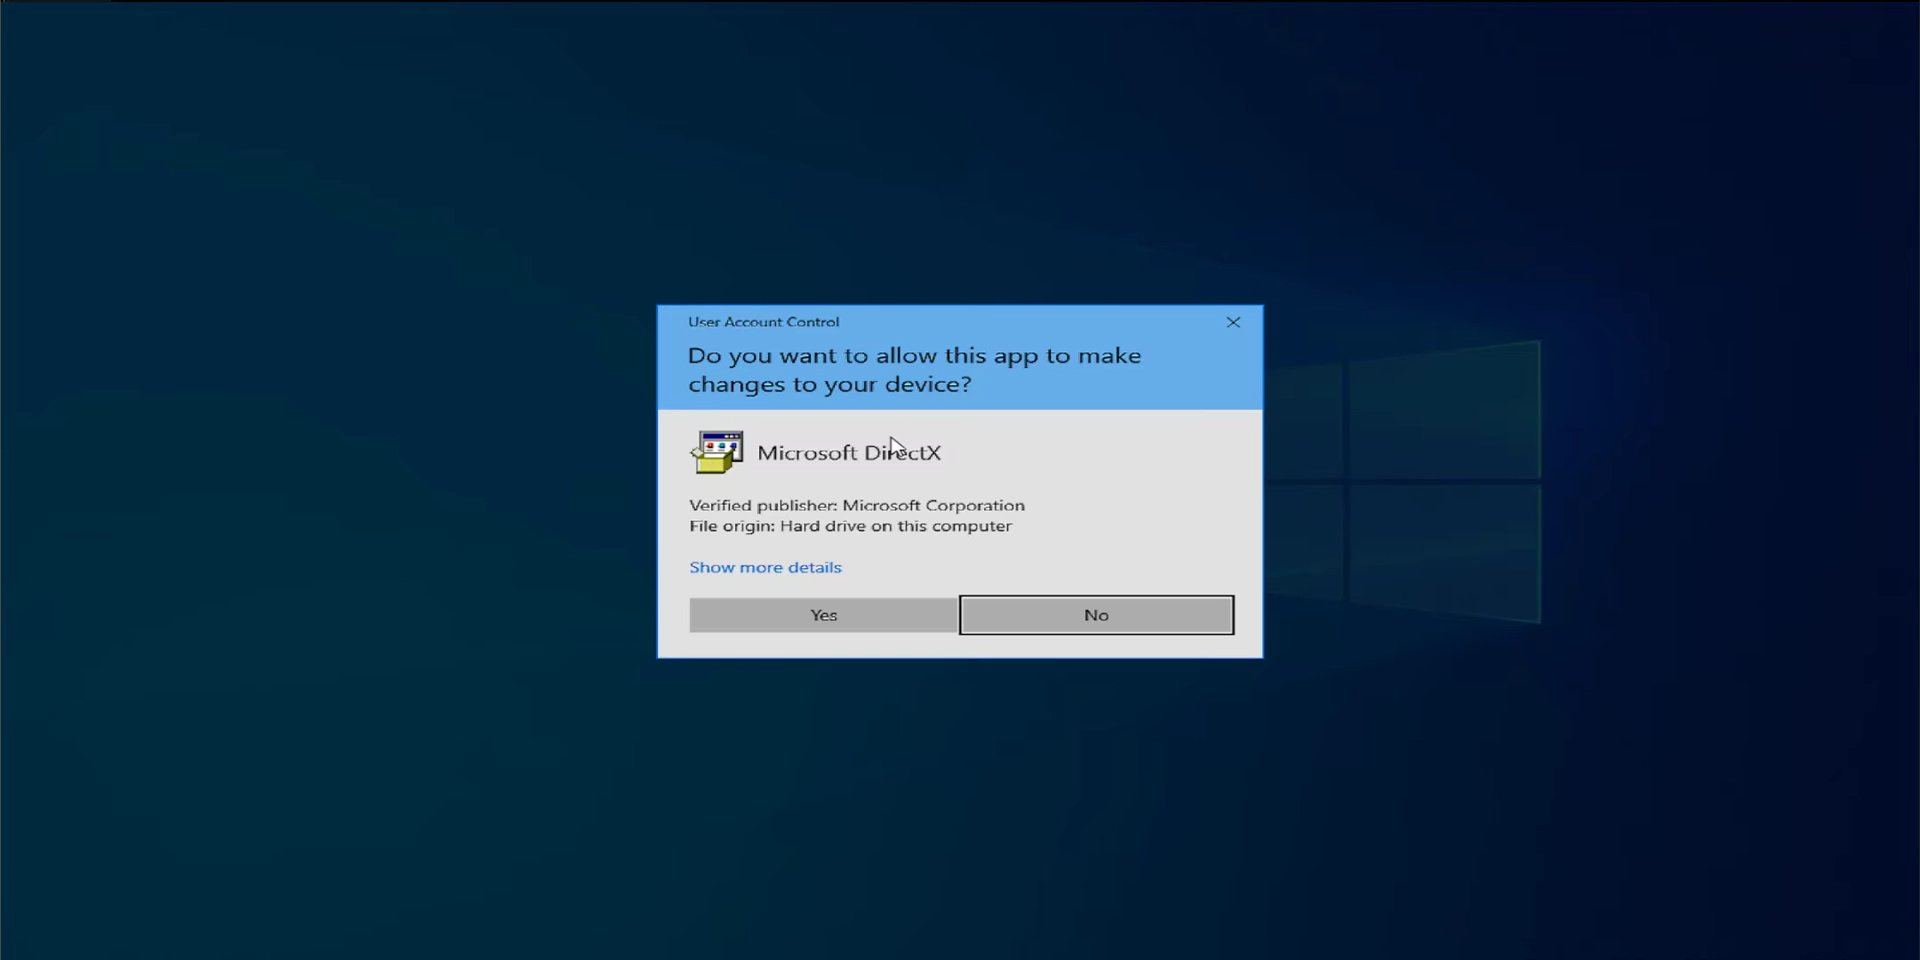 User Account Control
Do you want to allow this app to make
changes to your device?
Microsoft DirectX
Verified publisher: Microsoft Corporation
File origin: Hard drive on this computer
Show more details
Yes
No